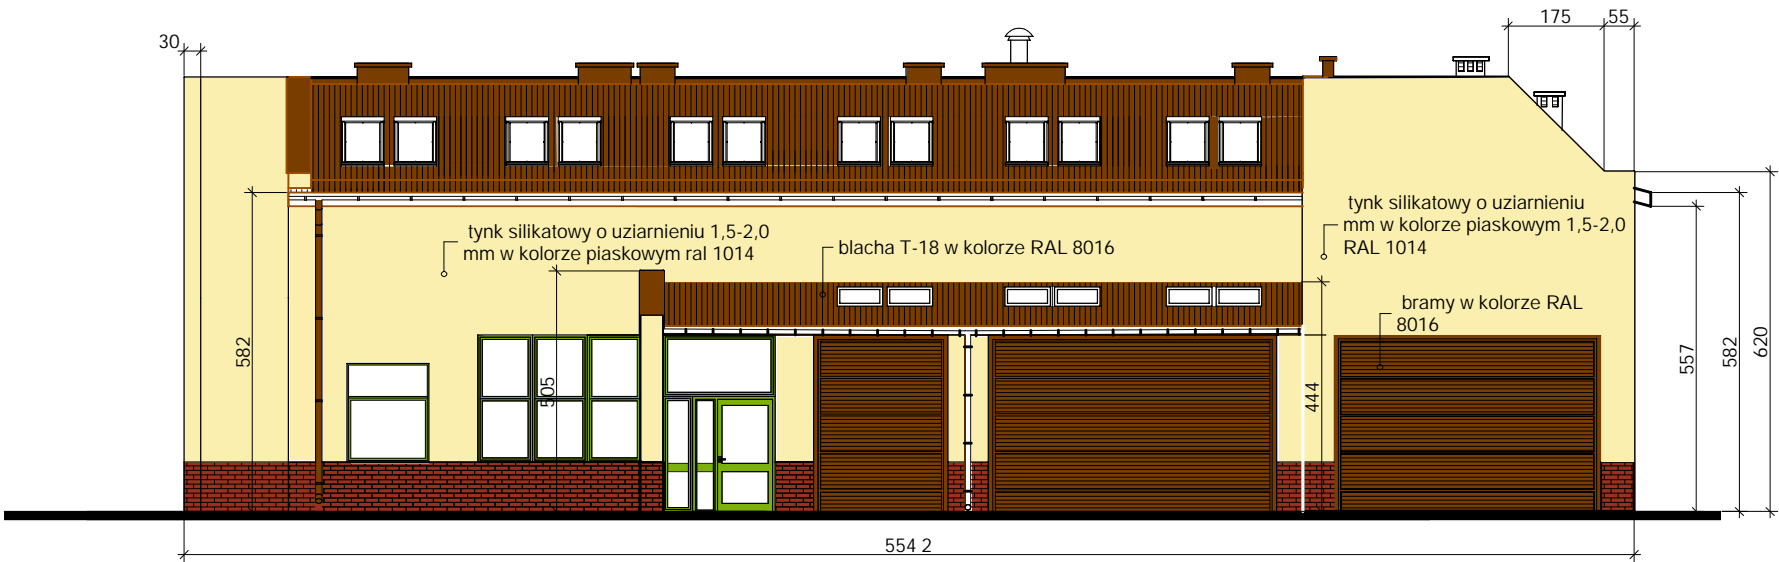 175
55
30
tynk silikatowy o uziarnieniu
mm w kolorze piaskowym 1,5-2,0
RAL 1014
tynk silikatowy o uziarnieniu 1,5-2,0
mm w kolorze piaskowym ral 1014
blacha T-18 w kolorze RAL 8016
bramy w kolorze RAL
8016
582
505
444
557
582
620
554 2